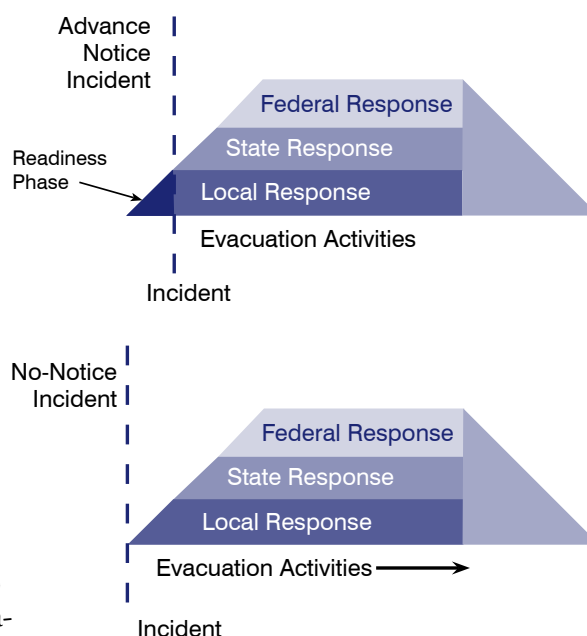 Advance
Notice
Incident
Federal Response
State Response
Readiness
Phase
Local Response
Evacuation Activities
Incident
No-Notice
Incident
Federal Response
State Response
Local Response
Evacuation Activities
Incident